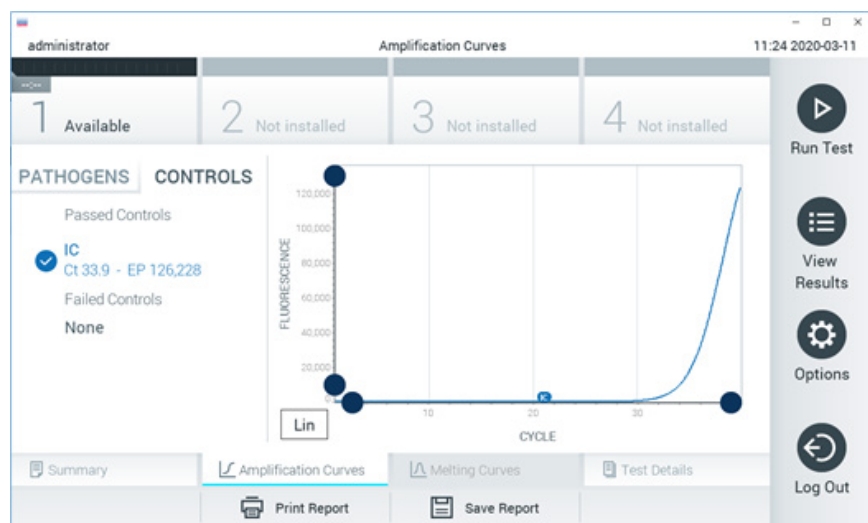 administrator
Amplification Curves
11:24 2020-03-11
--:--
1 Available
2 Not installed
3 Not installed
4 Not installed
Run Test
PATHOGENS
CONTROLS
Passed Controls
IC
Ct 33.9 - EP 126,228
Failed Controls
None
FLUORESCENCE
120,000
100,000
80,000
60,000
40,000
20,000
0
IC
10
20
30
CYCLE
Lin
View
Results
Options
Log Out
Summary
Amplification Curves
Melting Curves
Test Details
Print Report
Save Report